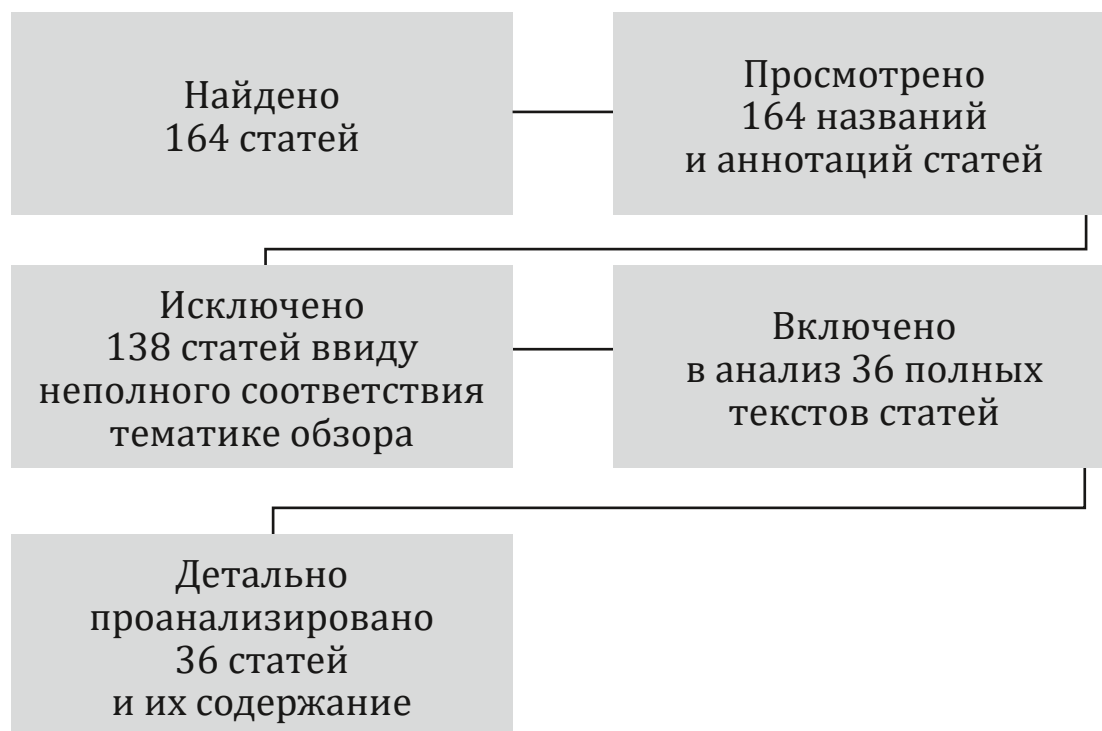 Найдено
164 статей
Просмотрено
164 названий
и аннотаций статей
Исключено
138 статей ввиду
неполного соответствия
тематике обзора
Включено
в анализ 36 полных
текстов статей
Детально
проанализировано
36 статей
и их содержание